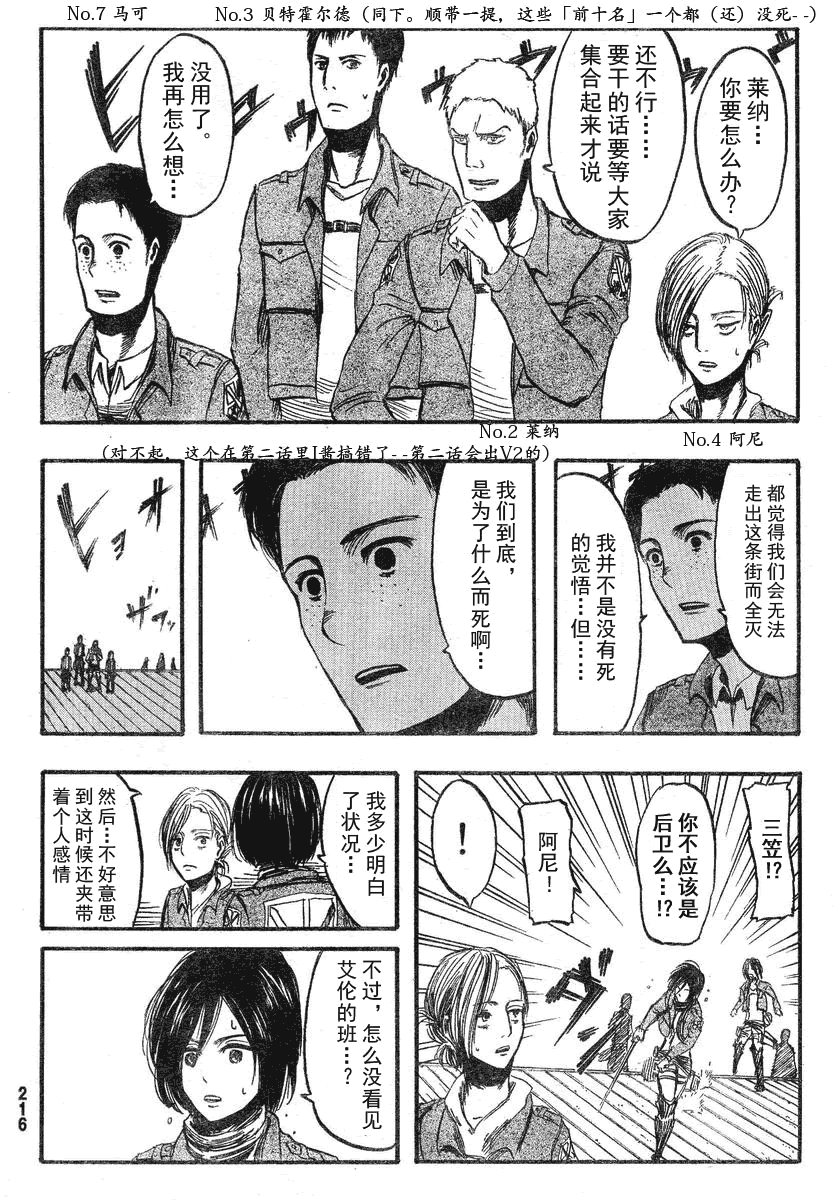 No.7 马可
No.3 贝特霍尔德（同下。顺带一提，这些「前十名」一个都（还）没死- -）
莱纳…
你要怎么办？
还不行……
要干的话要等大家
集合起来才说
没用了。
我再怎么想…
No.2 莱纳
（对不起，这个在第二话里I酱搞错了- -第二话会出V2的）
No.4 阿尼
都觉得我们会无法
走出这条街而全灭
我并不是没有死
的觉悟…但……
我们到底，
是为了什么而死啊…
ザッ
三笠!?
你不应该是
后卫么…!?
阿尼！
！
ダッ
我多少明白
了状况…
然后…不好意思
到这时候还夹带
着个人感情
不过，怎么没看见
艾伦的班…？
216